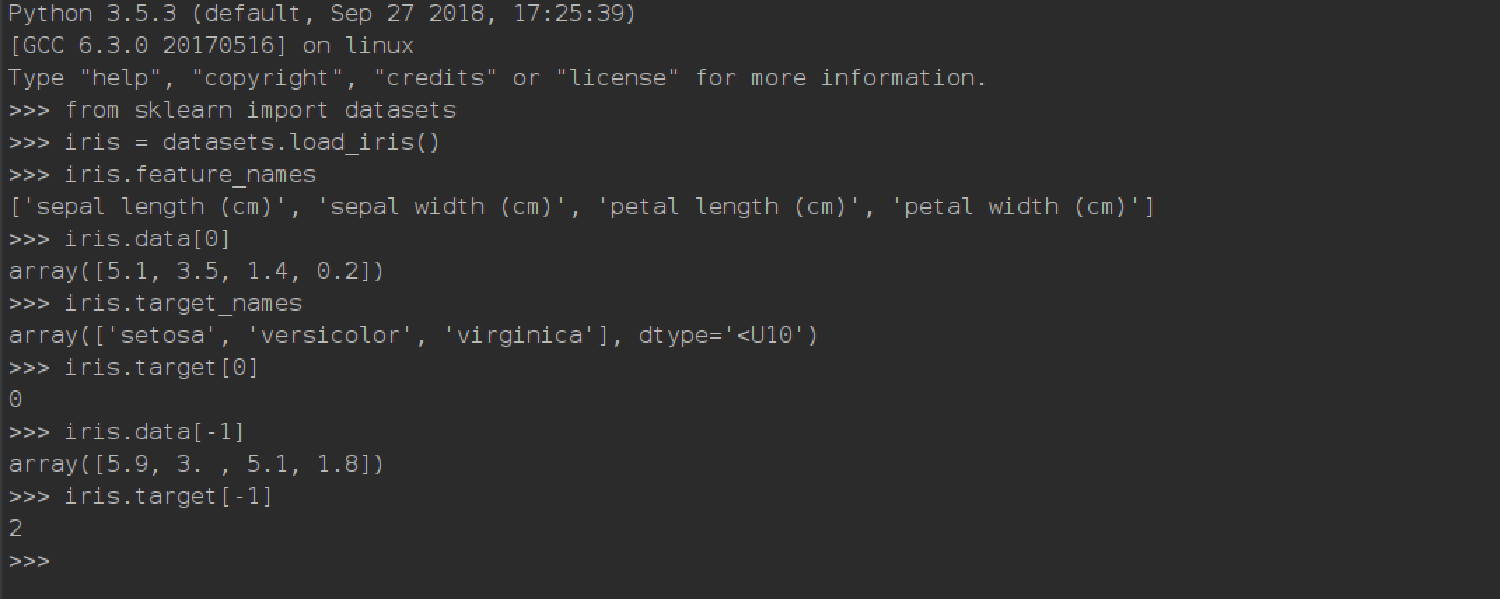 Python 3.5.3 (default, Sep 27 2018, 17:25:39)
[GCC 6.3.0 20170516] on linux
Type "help", "copyright", "credits" or "license" for more information.
>>> from sklearn import datasets
>>> iris = datasets.load_iris()
>>> iris.feature_names
['sepal length (cm)', 'sepal width (cm)', 'petal length (cm)', 'petal width (cm)']
>>> iris.data[0]
array([5.1, 3.5, 1.4, 0.2])
>>> iris.target_names
array(['setosa', 'versicolor', 'virginica'], dtype='<U10')
>>> iris.target[0]
0
>>> iris.data[-1]
array([5.9, 3. , 5.1, 1.8])
>>> iris.target[-1]
2
>>>